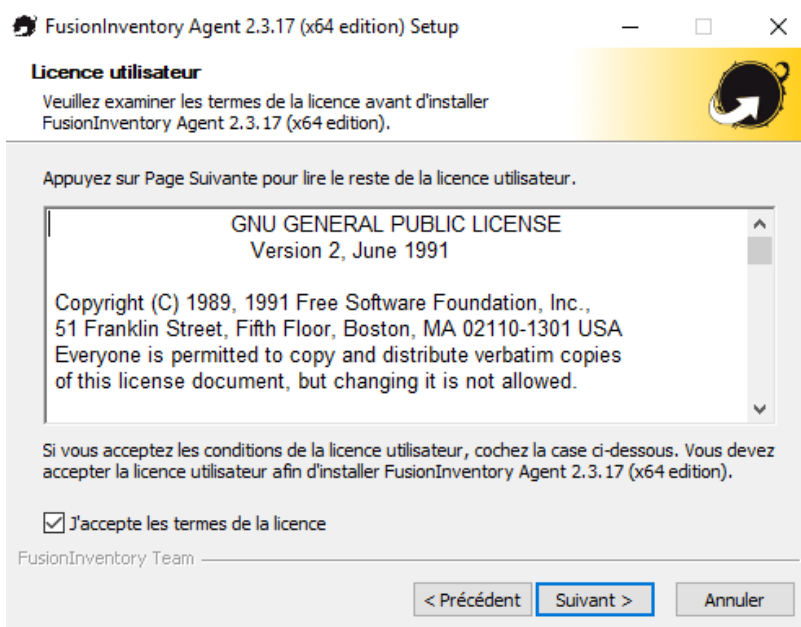 FusionInventory Agent 2.3.17 (x64 edition) Setup
Licence utilisateur
Veuillez examiner les termes de la licence avant d'installer
FusionInventory Agent 2.3.17 (x64 edition).
Appuyez sur Page Suivante pour lire le reste de la licence utilisateur.
GNU GENERAL PUBLIC LICENSE
Version 2, June 1991
Copyright (C) 1989, 1991 Free Software Foundation, Inc.,
51 Franklin Street, Fifth Floor, Boston, MA 02110-1301 USA
Everyone is permitted to copy and distribute verbatim copies
of this license document, but changing it is not allowed.
Si vous acceptez les conditions de la licence utilisateur, cochez la case ci-dessous. Vous devez
accepter la licence utilisateur afin d'installer FusionInventory Agent 2.3.17 (x64 edition).
J'accepte les termes de la licence
FusionInventory Team
< Précédent Suivant > Annuler